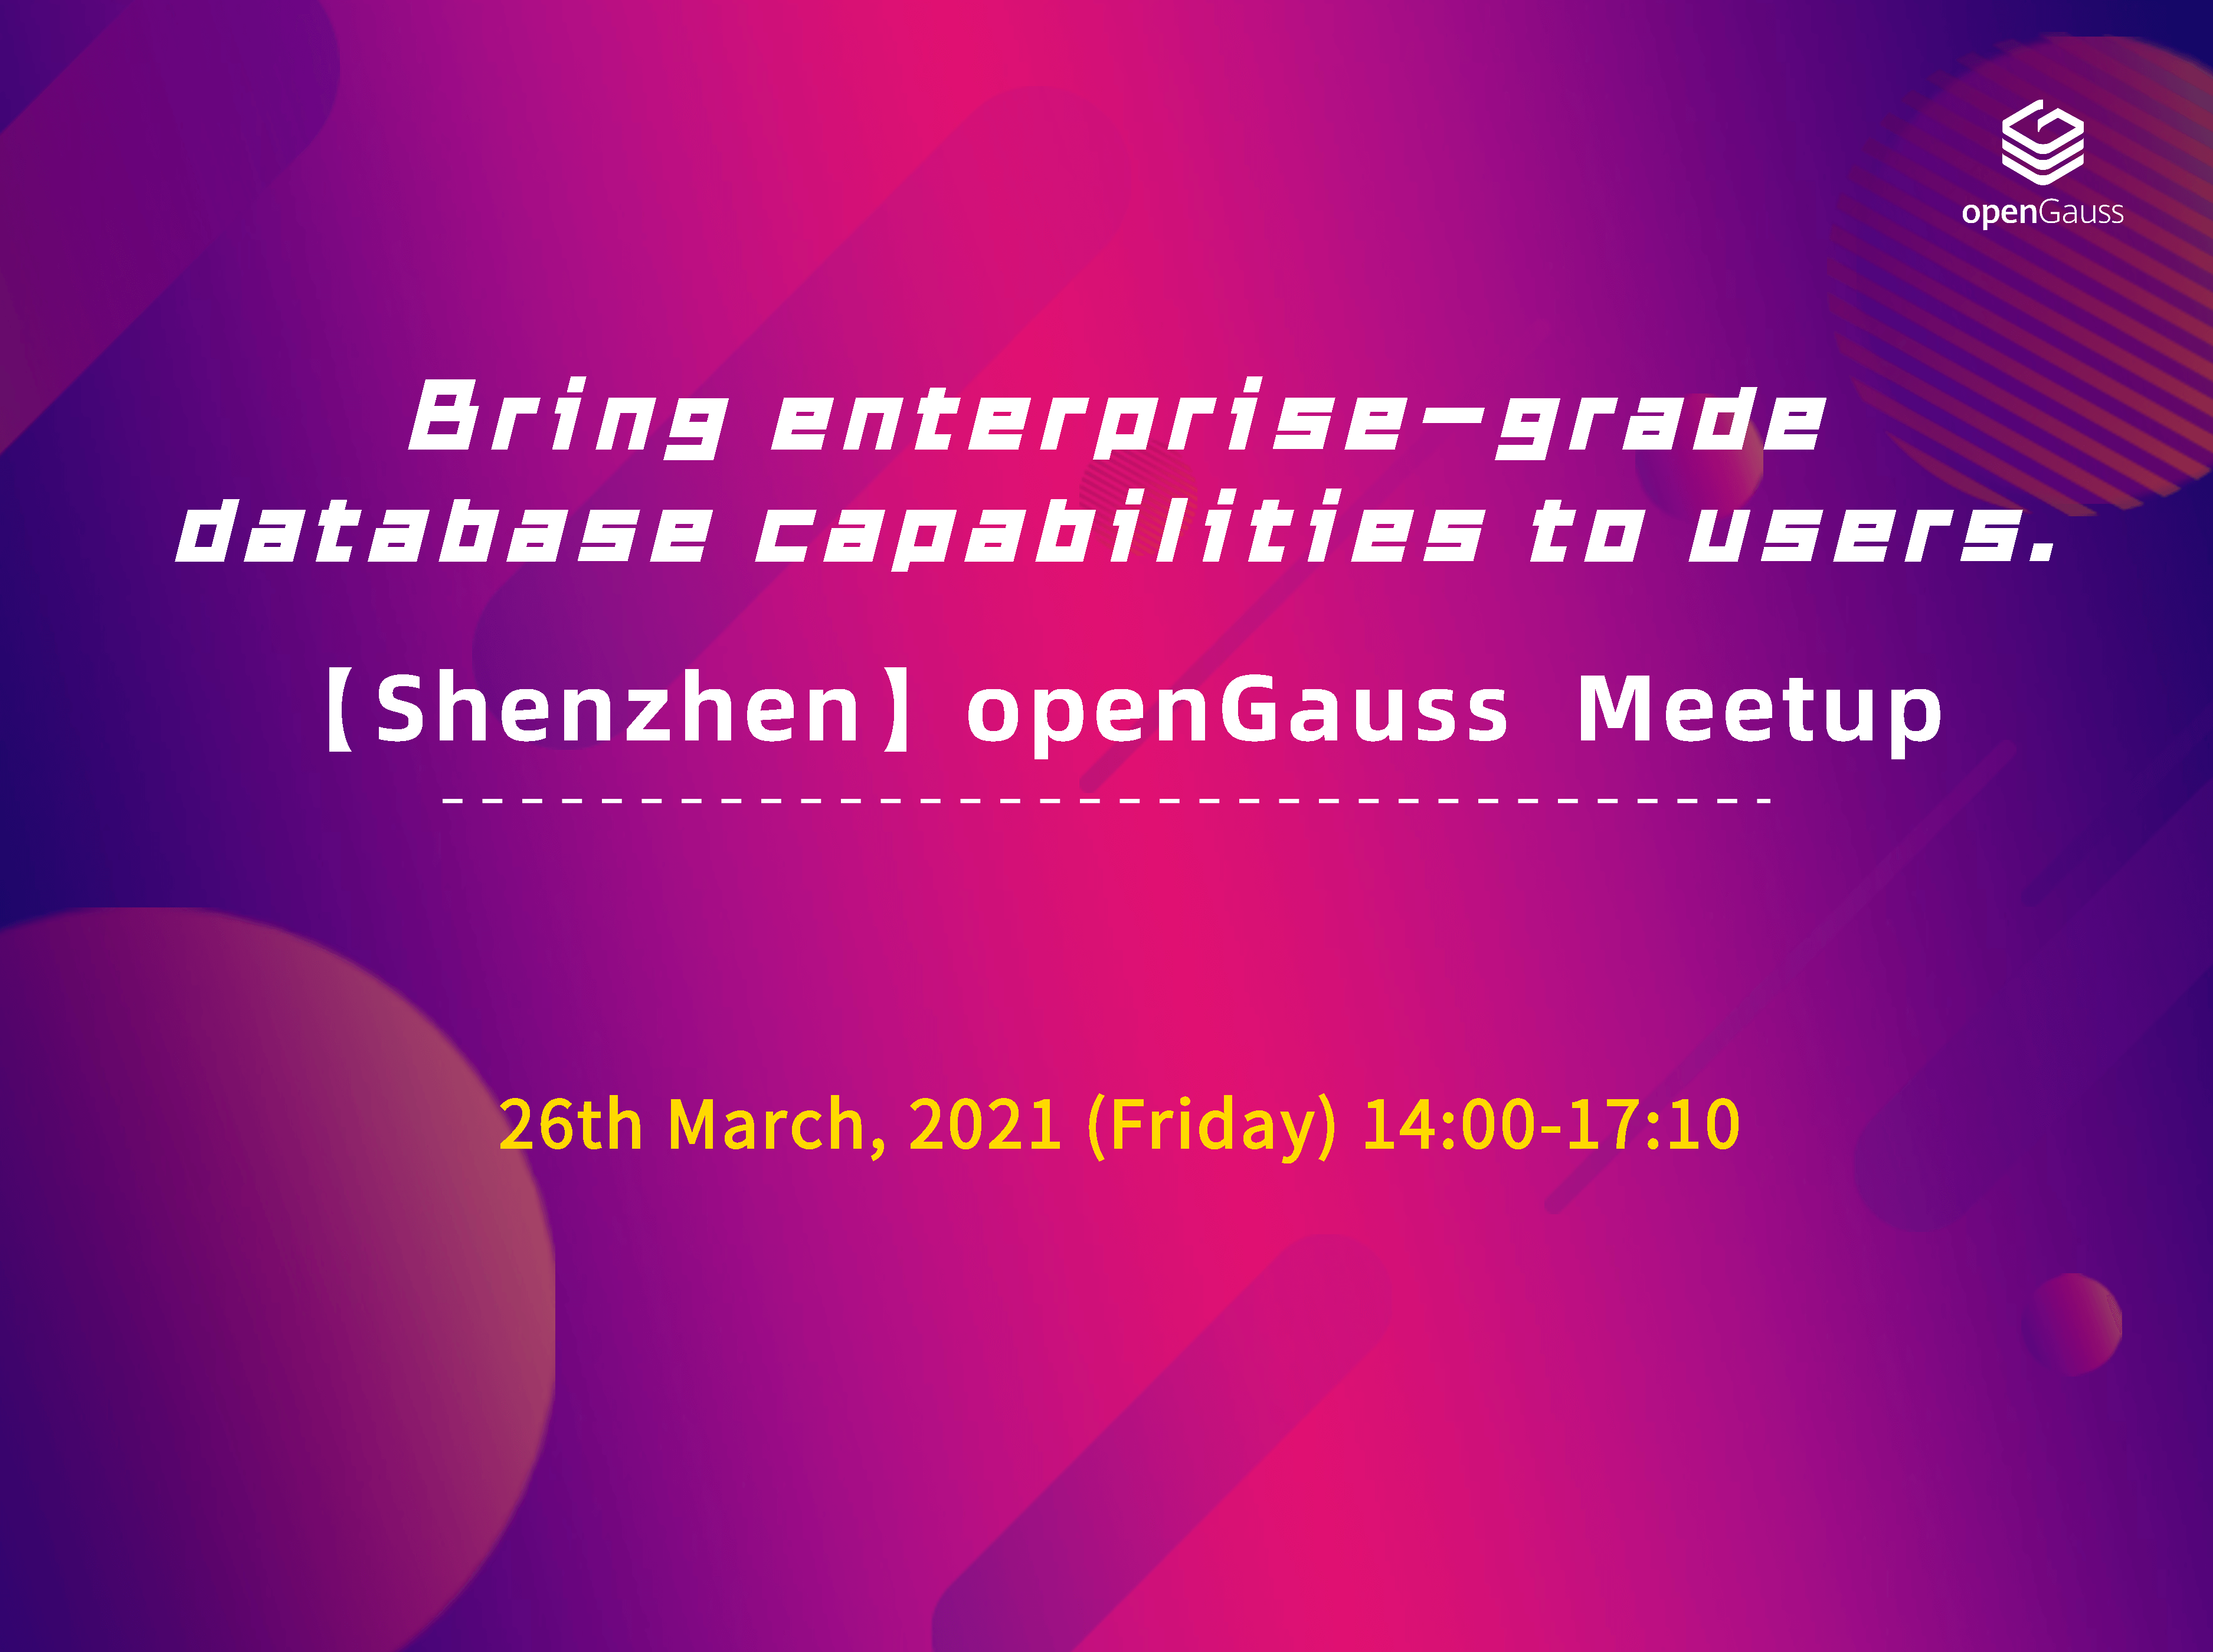 openGauss
Bring enterprise-grade
database capabilities to users.
【Shenzhen】openGauss Meetup
26th March, 2021 (Friday) 14:00-17:10